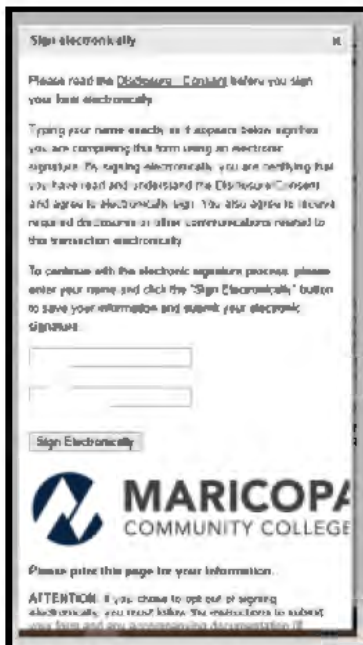 Sign electronically x
Please read the Disclosure / Consent before you sign
your form electronically.
Typing your name exactly as it appears below signifies
you are completing this form using an electronic
signature. By signing electronically, you are certifying that
you have read and understand the Disclosure/Consent
and agree to electronically sign. You also agree to receive
required disclosures or other communications related to
this transaction electronically.
To continue with the electronic signature process, please
enter your name and click the "Sign Electronically" button
to save your information and submit your electronic
signature.
Sign Electronically
MARICOPA
COMMUNITY COLLEGE
Please print this page for your information.
ATTENTION: If you chose to opt out of signing
electronically, you must follow the instructions to submit
your form and any accompanying documentation (if